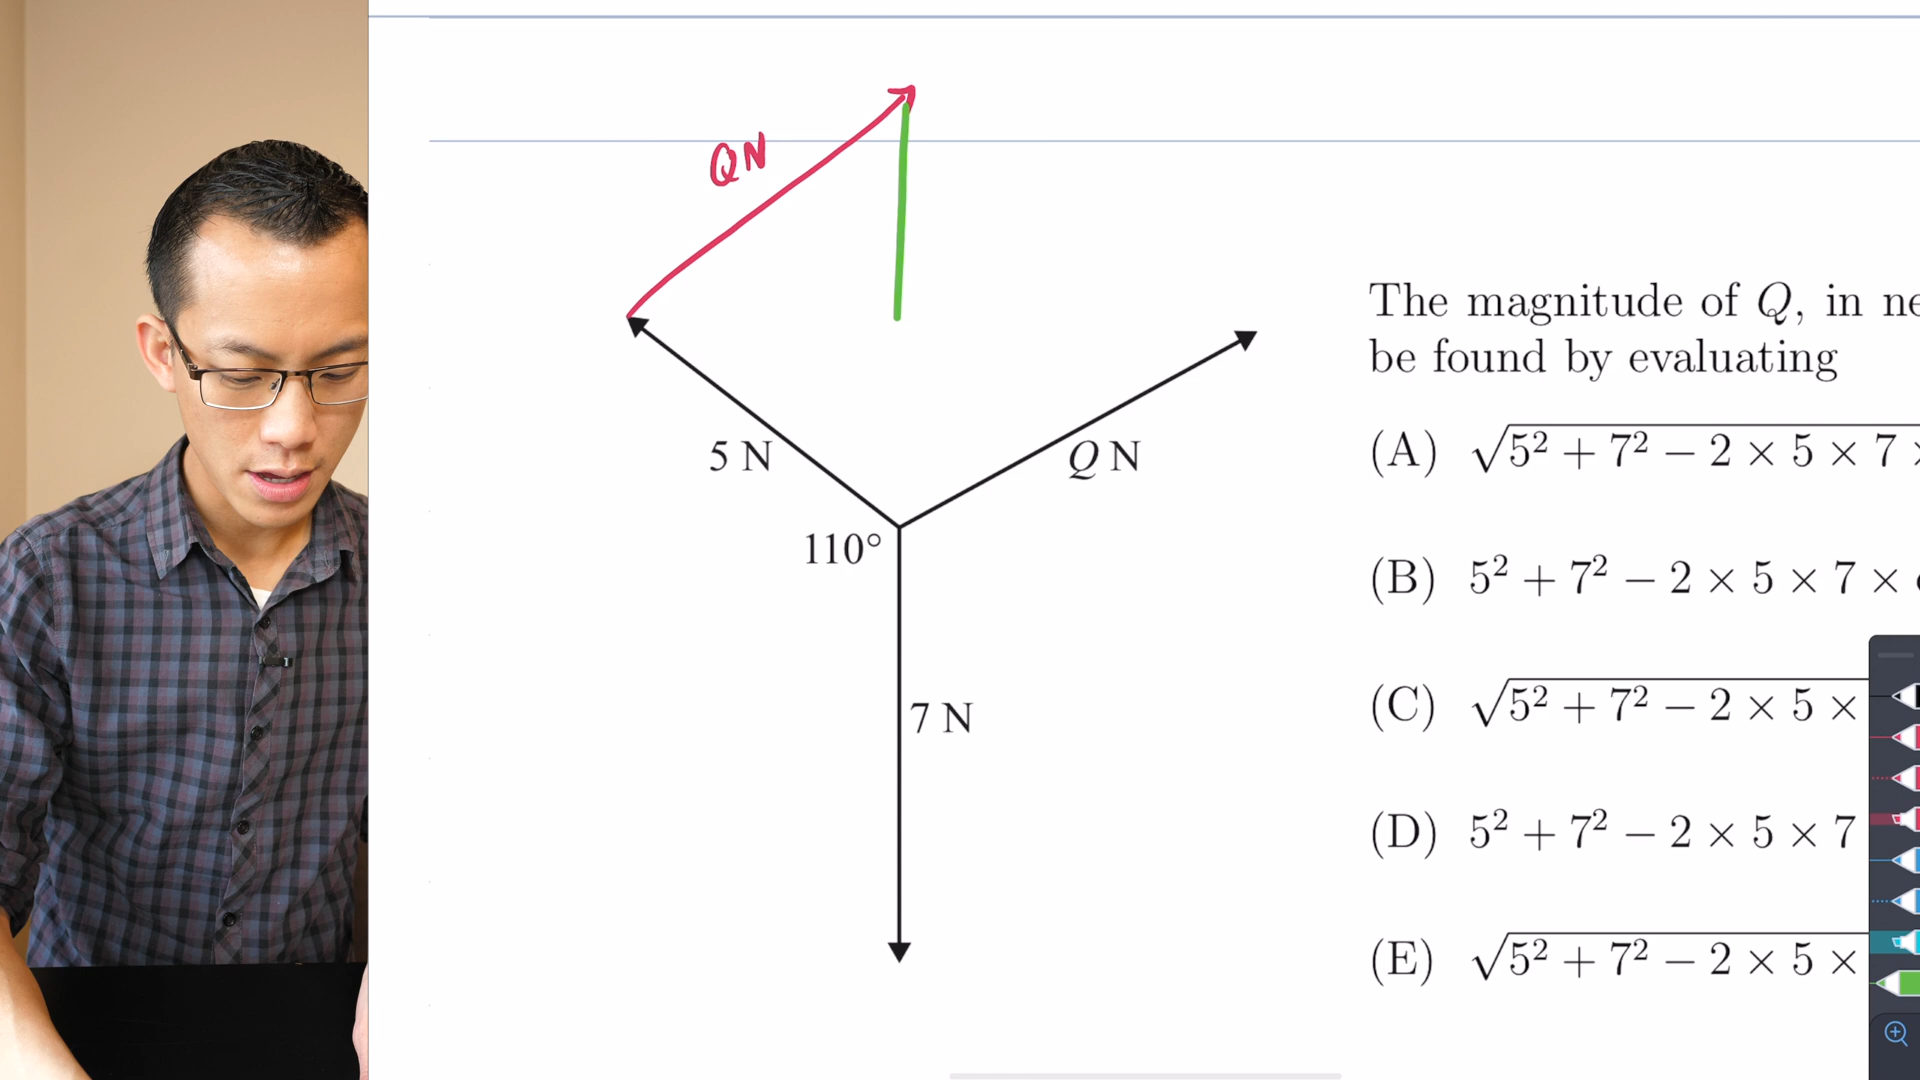 QN
5 N
Q N
110°
7 N
The magnitude of Q, in
be found by evaluating
(A) √5² + 7² − 2 × 5 × 7
(B) 5² + 7² − 2 × 5 × 7 ×
(C) √5² + 7² − 2 × 5 ×
(D) 5² + 7² − 2 × 5 × 7
(E) √5² + 7² − 2 × 5 ×